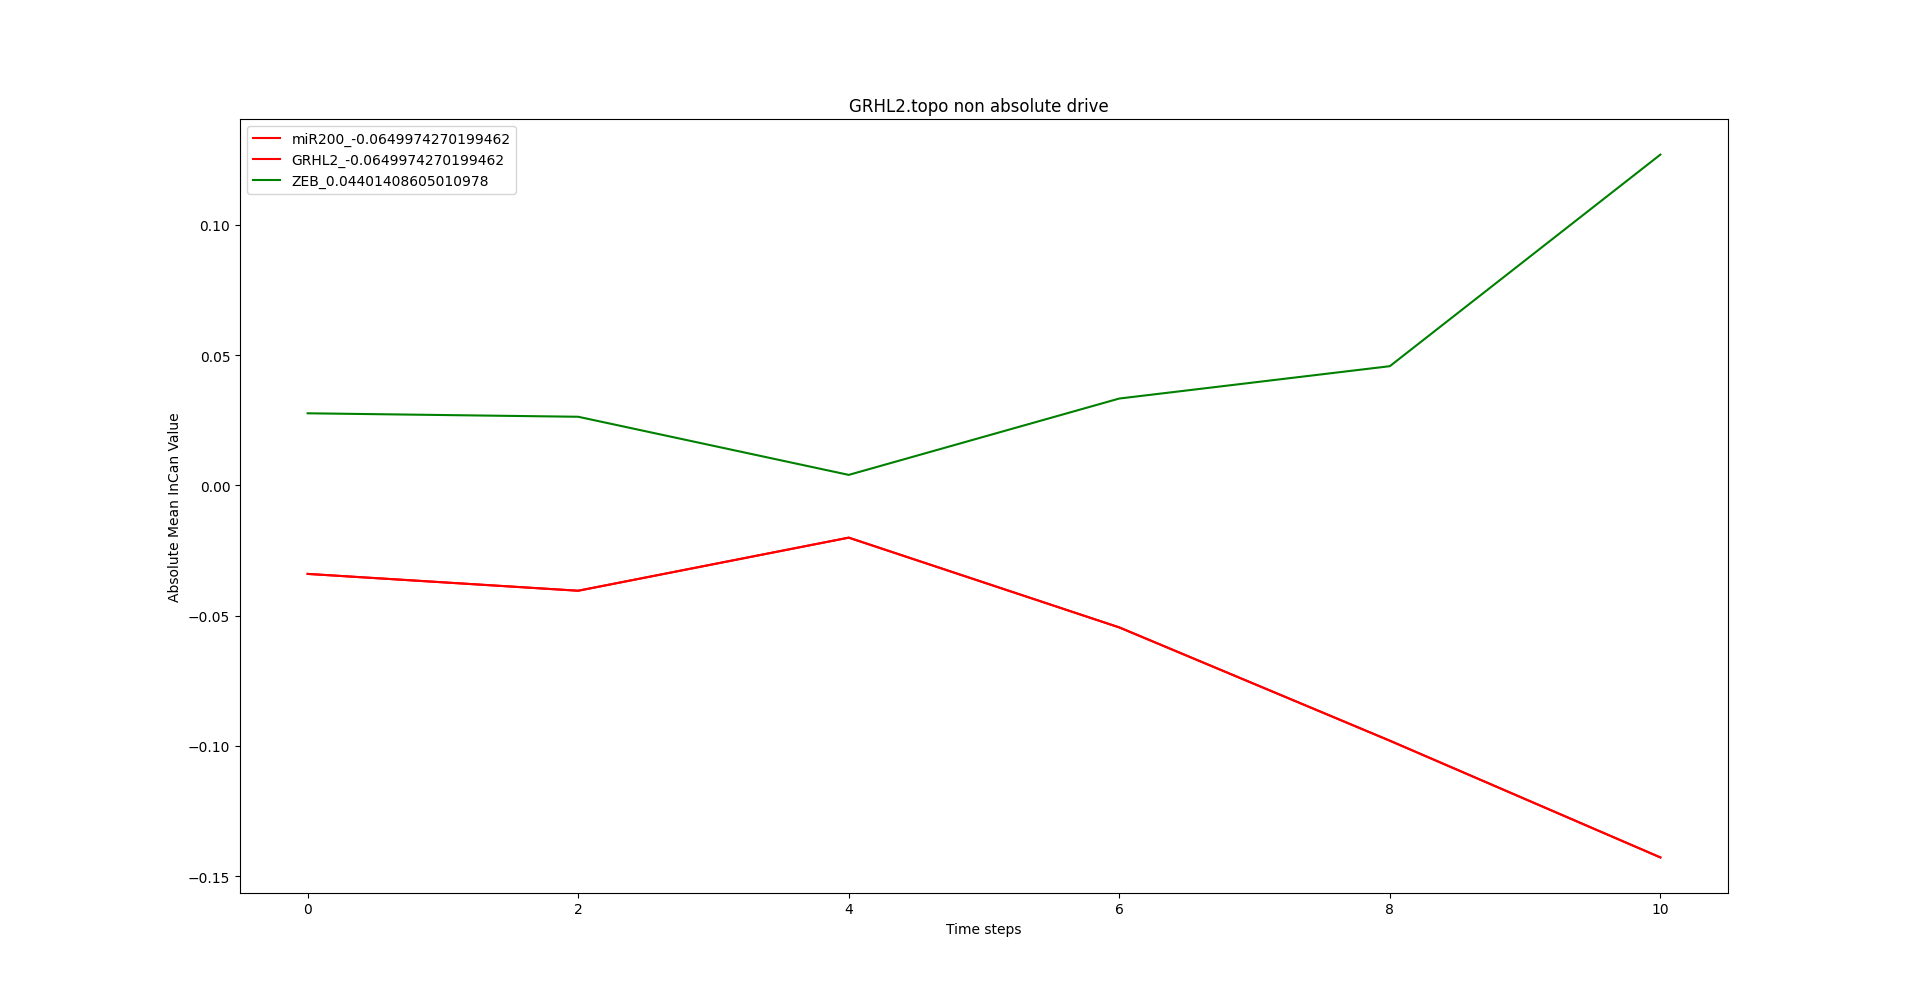 GRHL2.topo non absolute drive
miR200_-0.0649974270199462
GRHL2_-0.0649974270199462
ZEB_0.04401408605010978
0.10
0.05
0.00
−0.05
−0.10
−0.15
Absolute Mean InCan Value
0 2 4 6 8 10
Time steps